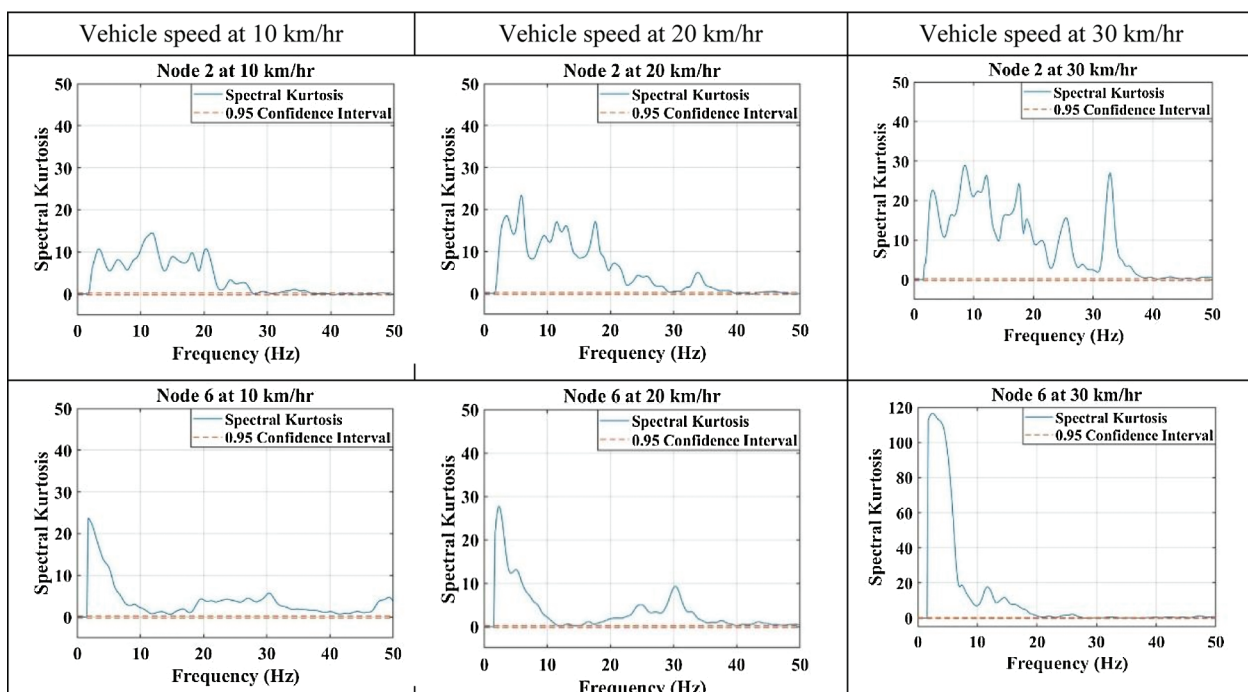 Vehicle speed at 10 km/hr
Vehicle speed at 20 km/hr
Vehicle speed at 30 km/hr
Node 2 at 10 km/hr
Spectral Kurtosis
0.95 Confidence Interval
50
40
30
20
10
0
Spectral Kurtosis
0 10 20 30 40 50
Frequency (Hz)
Node 2 at 20 km/hr
Spectral Kurtosis
0.95 Confidence Interval
50
40
30
20
10
0
Spectral Kurtosis
0 10 20 30 40 50
Frequency (Hz)
Node 2 at 30 km/hr
Spectral Kurtosis
0.95 Confidence Interval
50
40
30
20
10
0
Spectral Kurtosis
0 10 20 30 40 50
Frequency (Hz)
Node 6 at 10 km/hr
Spectral Kurtosis
0.95 Confidence Interval
50
40
30
20
10
0
Spectral Kurtosis
0 10 20 30 40 50
Frequency (Hz)
Node 6 at 20 km/hr
Spectral Kurtosis
0.95 Confidence Interval
50
40
30
20
10
0
Spectral Kurtosis
0 10 20 30 40 50
Frequency (Hz)
Node 6 at 30 km/hr
Spectral Kurtosis
0.95 Confidence Interval
120
100
80
60
40
20
0
Spectral Kurtosis
0 10 20 30 40 50
Frequency (Hz)